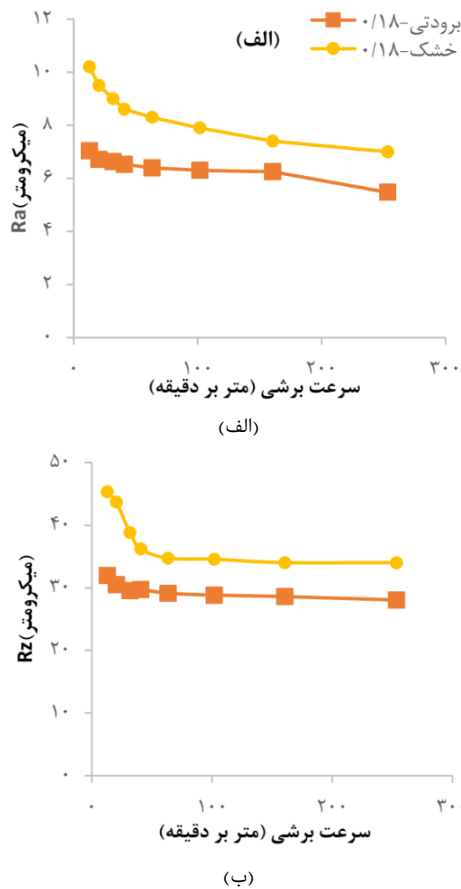 برودتی-۰/۱۸
خشک-۰/۱۸
(الف)
Ra(میکرومتر)
۱۲
۱۰
۸
۶
۴
۲
۰
۰ ۱۰۰ ۲۰۰ ۳۰۰
سرعت برشی (متر بر دقیقه)
(الف)
Rz(میکرومتر)
۵۰
۴۰
۳۰
۲۰
۱۰
۰
۰ ۱۰۰ ۲۰۰ ۳۰
سرعت برشی (متر بر دقیقه)
(ب)